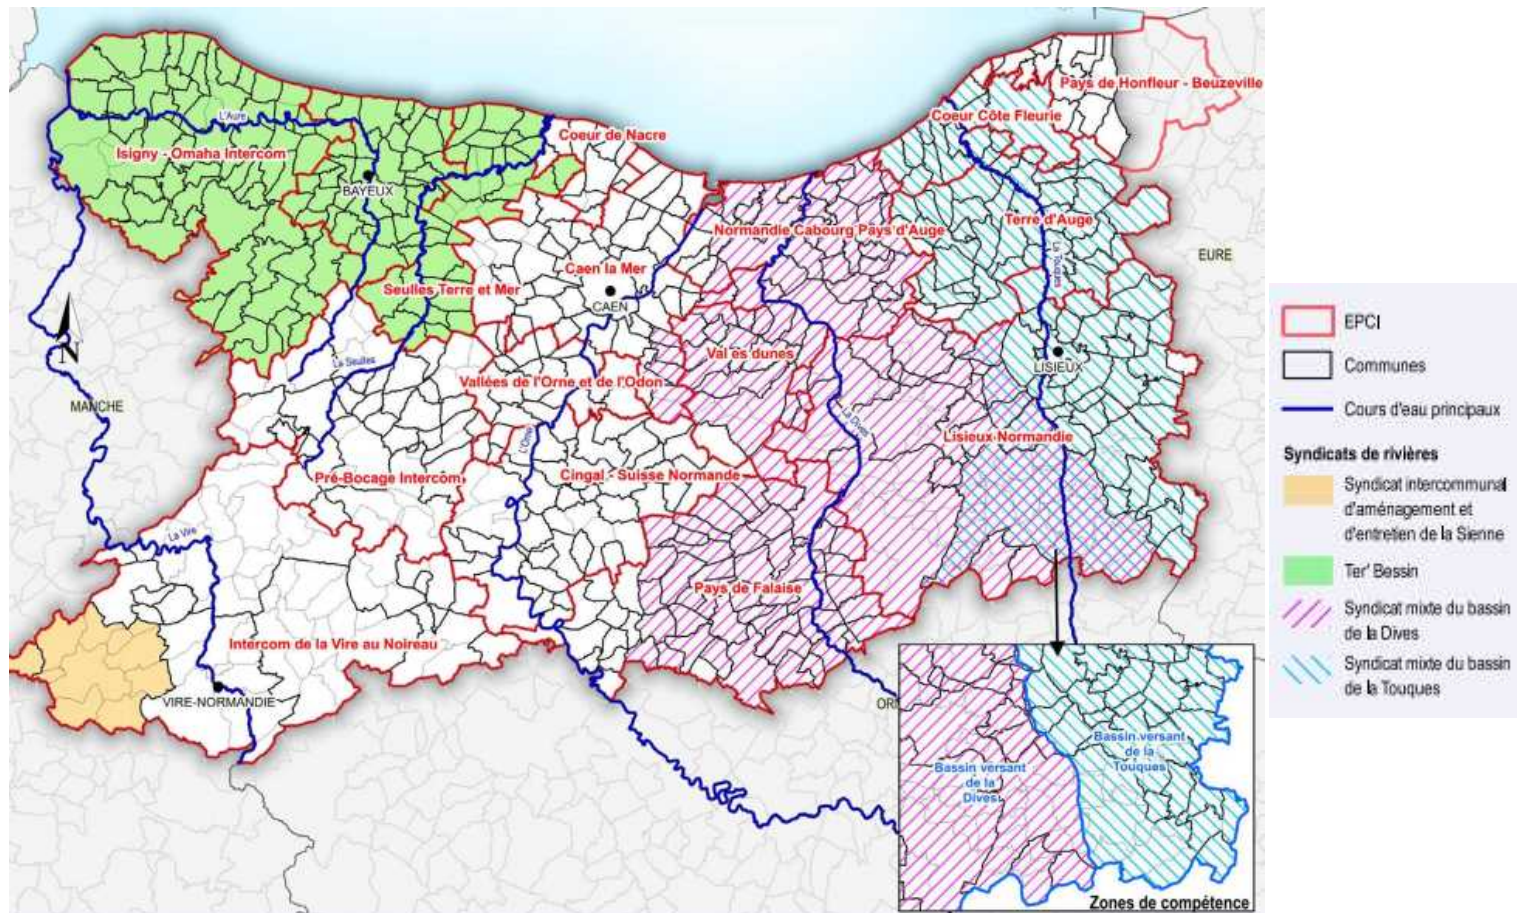 Pays de Honfleur - Beuzeville
Coeur Côte Fleurie
L'Aure
Coeur de Nacre
Isigny - Omaha Intercom
BAYEUX
Terre d'Auge
Normandie Cabourg Pays d'Auge
La Touques
EURE
Caen la Mer
Seulles Terre et Mer
CAEN
N
Val es dunes
La Seulles
LISIEUX
Vallées de l'Orne et de l'Odon
MANCHE
La Dives
L'Orne
Lisieux Normandie
Pré-Bocage Intercom
Cingal - Suisse Normande
La Vire
Pays de Falaise
Intercom de la Vire au Noireau
VIRE-NORMANDIE
Bassin versant
de la
Touques
Bassin versant
de la
Dives
Zones de compétence
EPCI
Communes
Cours d'eau principaux
Syndicats de rivières
Syndicat intercommunal
d'aménagement et
d'entretien de la Sienne
Ter' Bessin
Syndicat mixte du bassin
de la Dives
Syndicat mixte du bassin
de la Touques